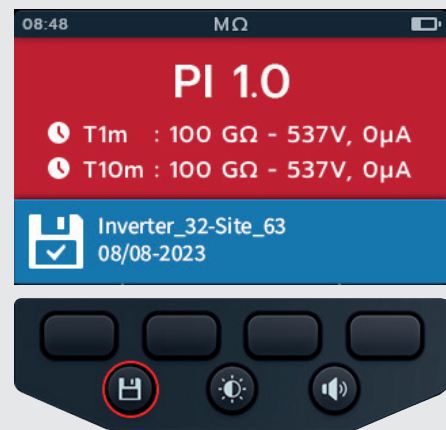 08:48 MΩ
PI 1.0
T1m : 100 GΩ - 537V, 0µA
T10m : 100 GΩ - 537V, 0µA
Inverter_32-Site_63
08/08-2023